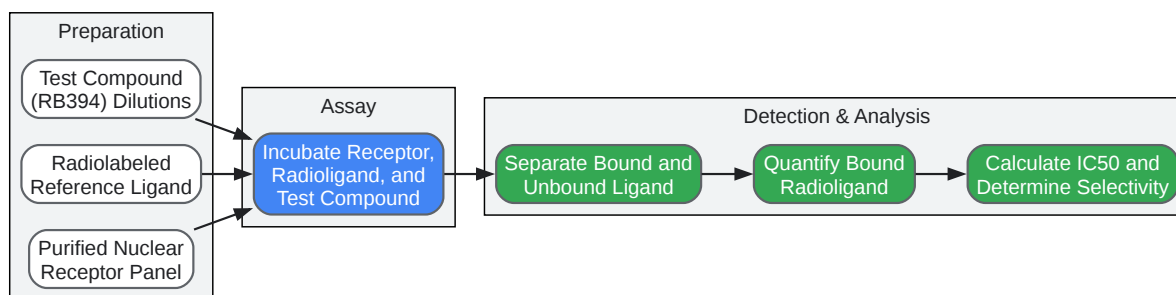 Preparation
Test Compound
(RB394) Dilutions
Radiolabeled
Reference Ligand
Purified Nuclear
Receptor Panel
Assay
Incubate Receptor,
Radioligand, and
Test Compound
Detection & Analysis
Separate Bound and
Unbound Ligand
Quantify Bound
Radioligand
Calculate IC50 and
Determine Selectivity